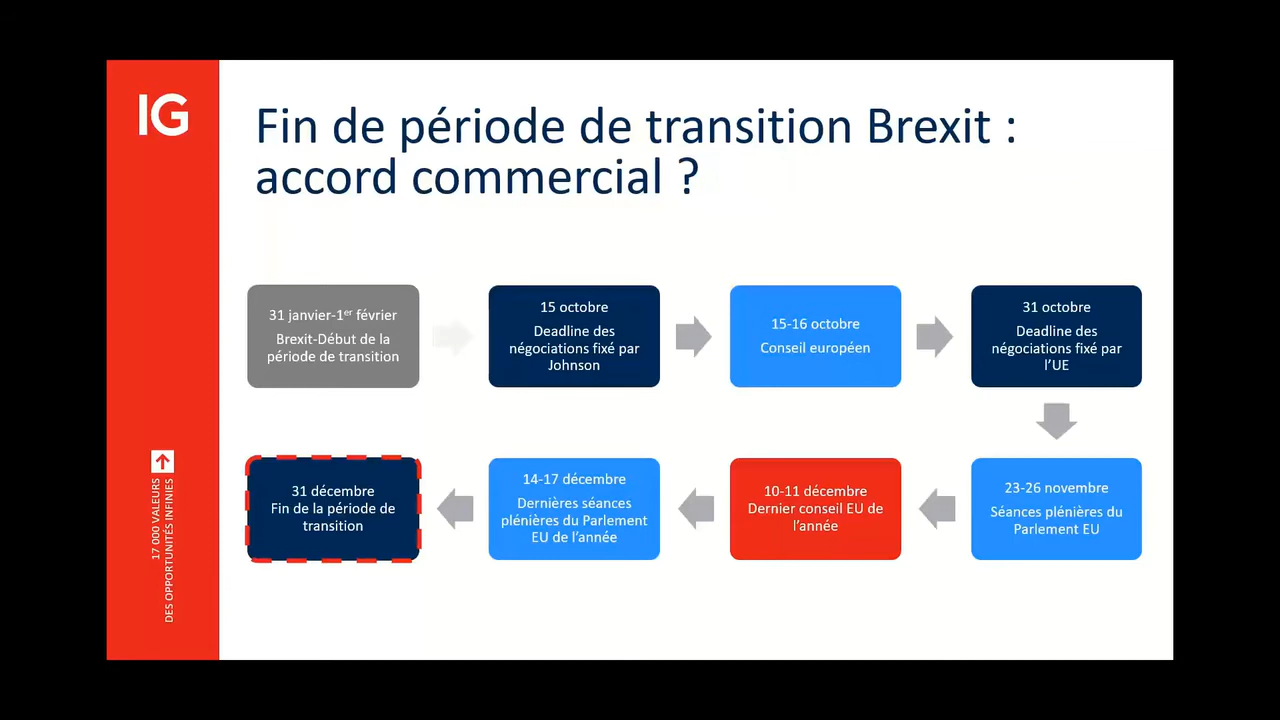 IG
Fin de période de transition Brexit :
accord commercial ?
31 janvier-1er février
Brexit-Début de la
période de transition
15 octobre
Deadline des
négociations fixé par
Johnson
15-16 octobre
Conseil européen
31 octobre
Deadline des
négociations fixé par
l’UE
23-26 novembre
Séances plénières du
Parlement EU
10-11 décembre
Dernier conseil EU de
l’année
14-17 décembre
Dernières séances
plénières du Parlement
EU de l’année
31 décembre
Fin de la période de
transition
17 000 VALEURS
DES OPPORTUNITÉS INFINIES